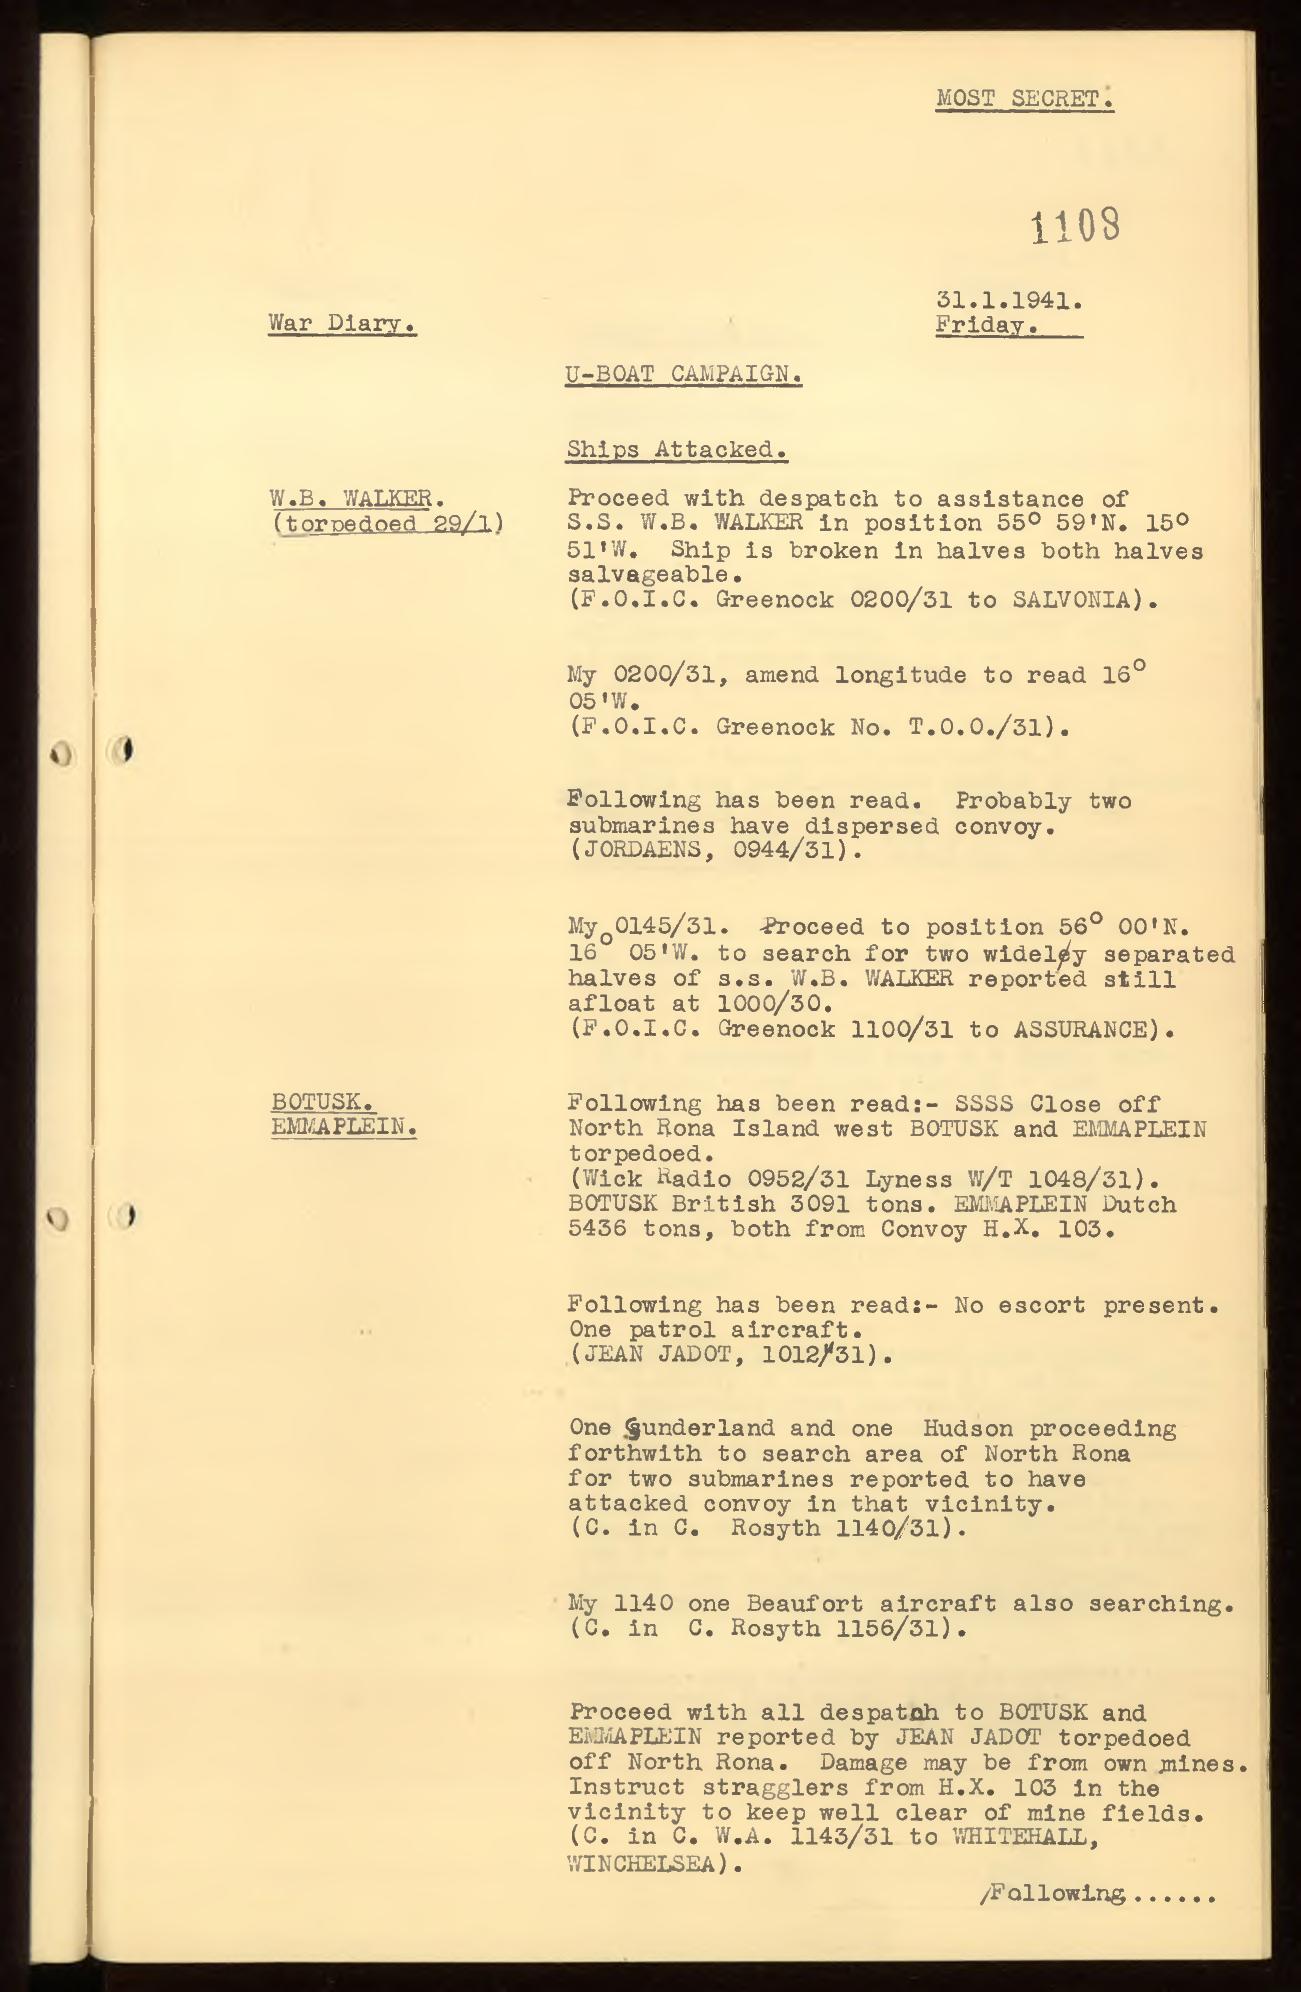 MOST SECRET.
1108
31.1.1941.
War Diary.
Friday.
U-BOAT CAMPAIGN.
Ships Attacked.
W.B. WALKER.
(torpedoed 29/1)
Proceed with despatch to assistance of
S.S. W.B. WALKER in position 55° 59'N. 15°
51'W. Ship is broken in halves both halves
salvageable.
(F.O.I.C. Greenock 0200/31 to SALVONIA).
My 0200/31, amend longitude to read 16°
05'W.
(F.O.I.C. Greenock No. T.O.O./31).
Following has been read. Probably two
submarines have dispersed convoy.
(JORDAENS, 0944/31).
My 0145/31. Proceed to position 56° 00'N.
16° 05'W. to search for two widely separated
halves of s.s. W.B. WALKER reported still
afloat at 1000/30.
(F.O.I.C. Greenock 1100/31 to ASSURANCE).
BOTUSK.
EMMAPLEIN.
Following has been read:- SSSS Close off
North Rona Island west BOTUSK and EMMAPLEIN
torpedoed.
(Wick Radio 0952/31 Lyness W/T 1048/31).
BOTUSK British 3091 tons. EMMAPLEIN Dutch
5436 tons, both from Convoy H.X. 103.
Following has been read:- No escort present.
One patrol aircraft.
(JEAN JADOT, 1012/31).
One Sunderland and one Hudson proceeding
forthwith to search area of North Rona
for two submarines reported to have
attacked convoy in that vicinity.
(C. in C. Rosyth 1140/31).
My 1140 one Beaufort aircraft also searching.
(C. in C. Rosyth 1156/31).
Proceed with all despatch to BOTUSK and
EMMAPLEIN reported by JEAN JADOT torpedoed
off North Rona. Damage may be from own mines.
Instruct stragglers from H.X. 103 in the
vicinity to keep well clear of mine fields.
(C. in C. W.A. 1143/31 to WHITEHALL,
WINCHELSEA).
/Following......